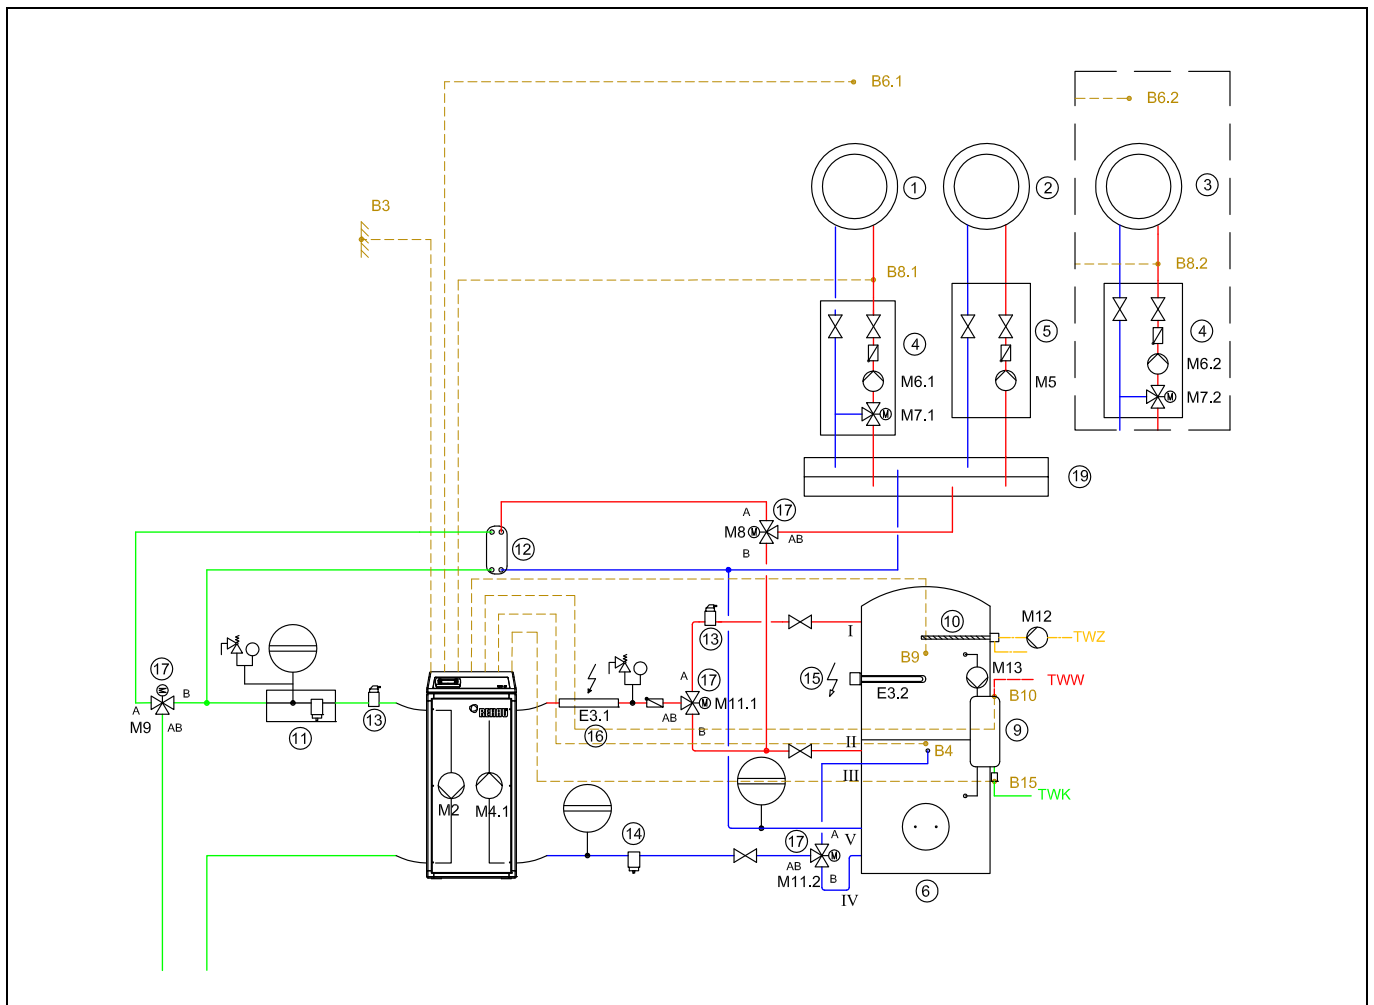 B6.1
B6.2
B3
1
2
3
B8.1
B8.2
4
5
4
M6.1
M5
M6.2
M7.1
M
M7.2
M
19
A
17
M8
M
AB
B
12
13
I
10
M12
TWZ
B9
M13
17
A
B
M9
AB
M
11
13
REHAU
E3.1
16
A
17
M11.1
M
AB
B
15
E3.2
TWW
B10
9
II
B4
III
B15
TWK
M2
M4.1
14
17
A
V
AB
M
M11.2
B
IV
6